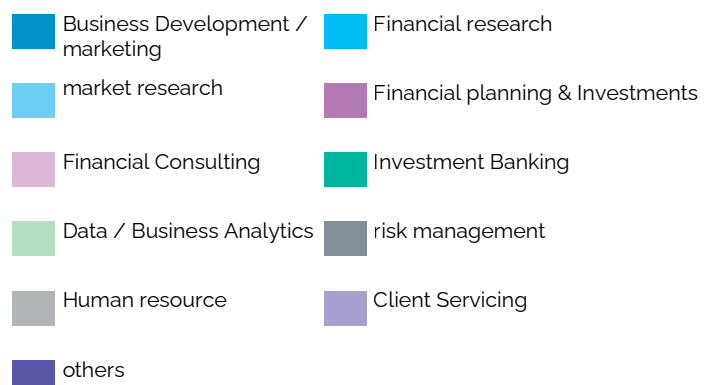 Business Development /
marketing
Financial research
market research
Financial planning & Investments
Financial Consulting
Investment Banking
Data / Business Analytics
risk management
Human resource
Client Servicing
others